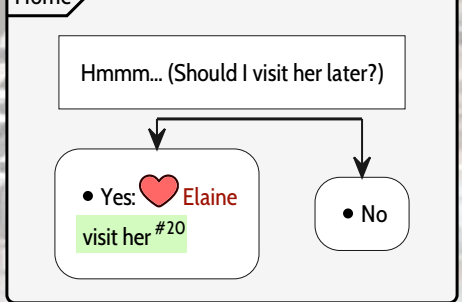 Home
Hmmm... (Should I visit her later?)
• Yes: Elaine
visit her #20
• No